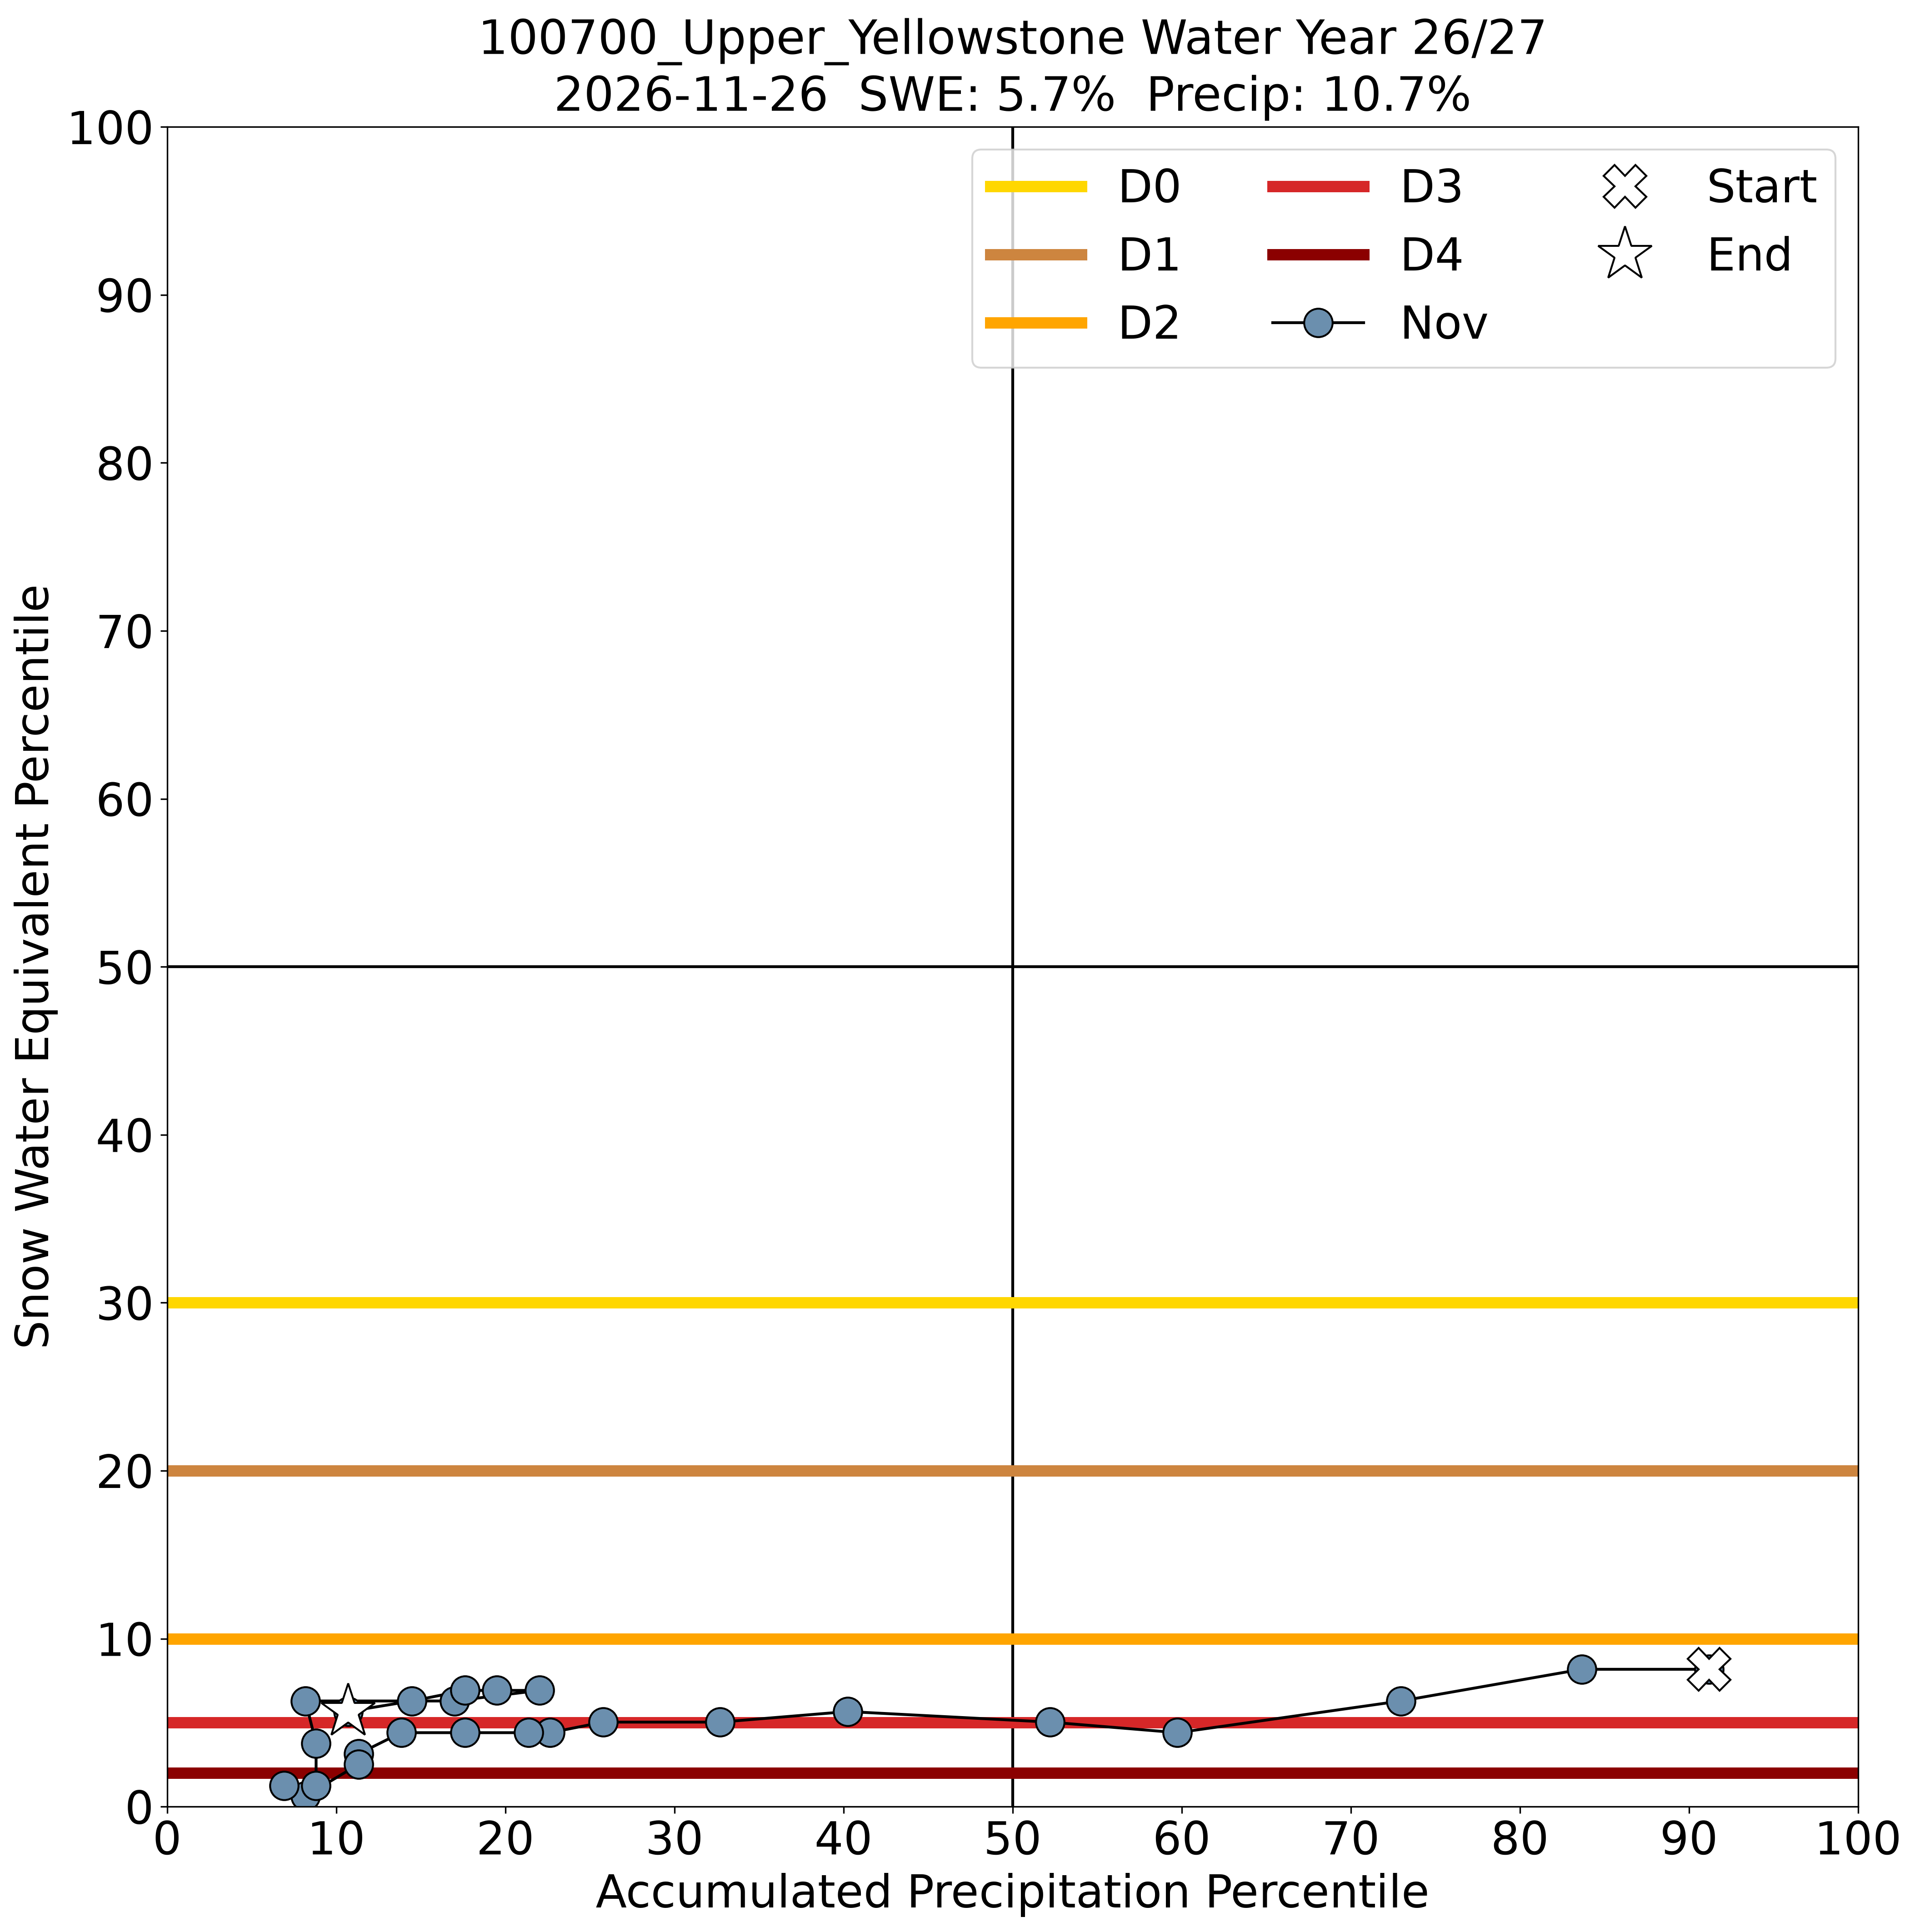 100700_Upper_Yellowstone Water Year 26/27
2026-11-26  SWE: 5.7%  Precip: 10.7%
D0
D1
D2
D3
D4
Nov
Start
End
Snow Water Equivalent Percentile
100
90
80
70
60
50
40
30
20
10
0
0 10 20 30 40 50 60 70 80 90 100
Accumulated Precipitation Percentile